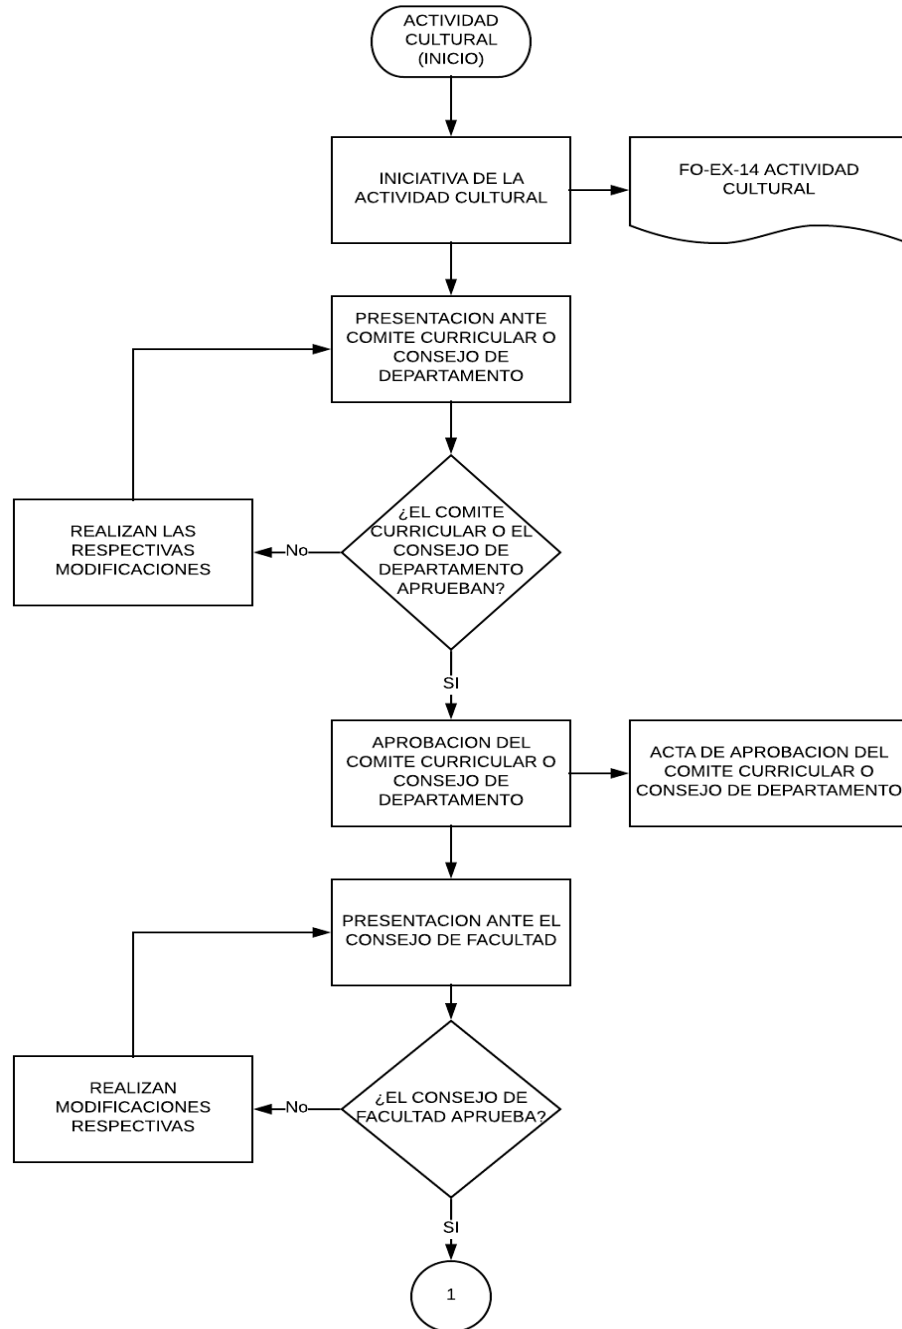 ACTIVIDAD
CULTURAL
(INICIO)
INICIATIVA DE LA
ACTIVIDAD CULTURAL
FO-EX-14 ACTIVIDAD
CULTURAL
PRESENTACION ANTE
COMITE CURRICULAR O
CONSEJO DE
DEPARTAMENTO
¿EL COMITE
CURRICULAR O EL
CONSEJO DE
DEPARTAMENTO
APRUEBAN?
No
REALIZAN LAS
RESPECTIVAS
MODIFICACIONES
SI
APROBACION DEL
COMITE CURRICULAR O
CONSEJO DE
DEPARTAMENTO
ACTA DE APROBACION DEL
COMITE CURRICULAR O
CONSEJO DE DEPARTAMENTO
PRESENTACION ANTE EL
CONSEJO DE FACULTAD
¿EL CONSEJO DE
FACULTAD APRUEBA?
No
REALIZAN
MODIFICACIONES
RESPECTIVAS
SI
1